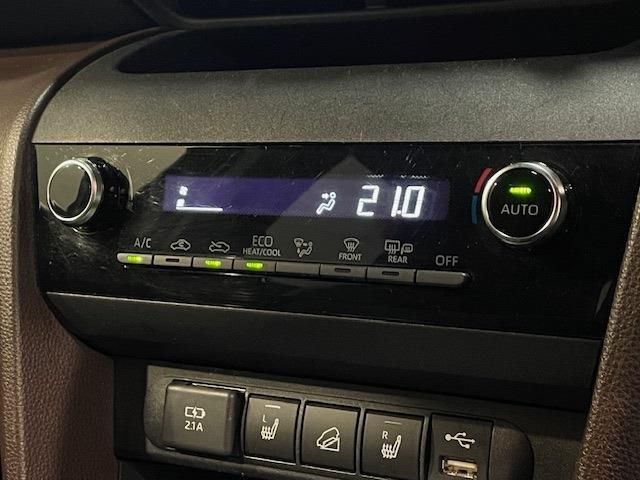 21.0
AUTO
A/C
ECO
HEAT/COOL
FRONT
REAR
OFF
2.1A
L
R